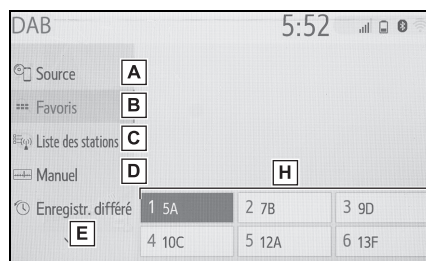 DAB 5:52
Source A
Favoris B
Liste des stations C
Manuel D H
Enregistr. différé 1 5A 2 7B 3 9D
E 4 10C 5 12A 6 13F